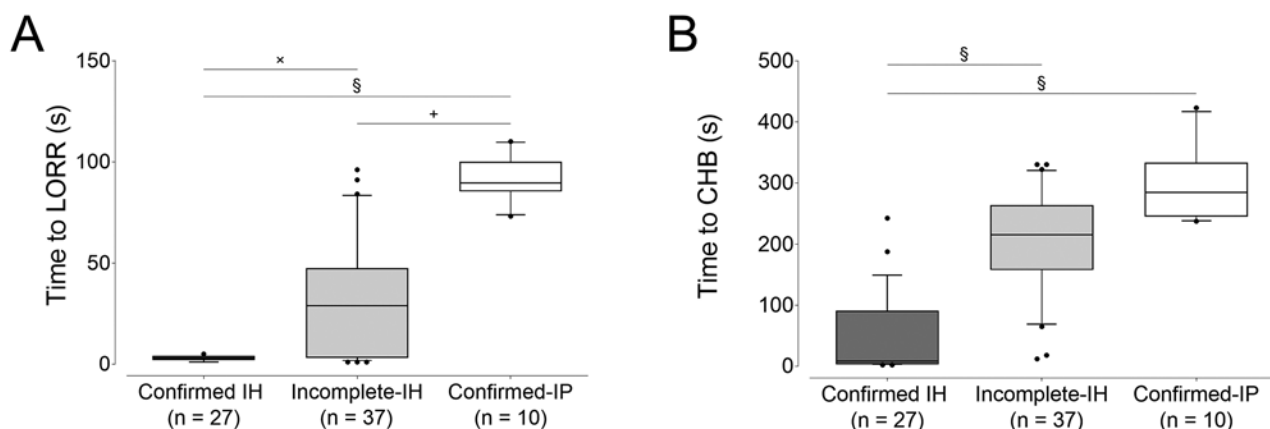 A
Time to LORR (s)
150
100
50
0
×
§
+
Confirmed IH
(n = 27)
Incomplete-IH
(n = 37)
Confirmed-IP
(n = 10)
B
Time to CHB (s)
500
400
300
200
100
0
§
§
Confirmed IH
(n = 27)
Incomplete-IH
(n = 37)
Confirmed-IP
(n = 10)